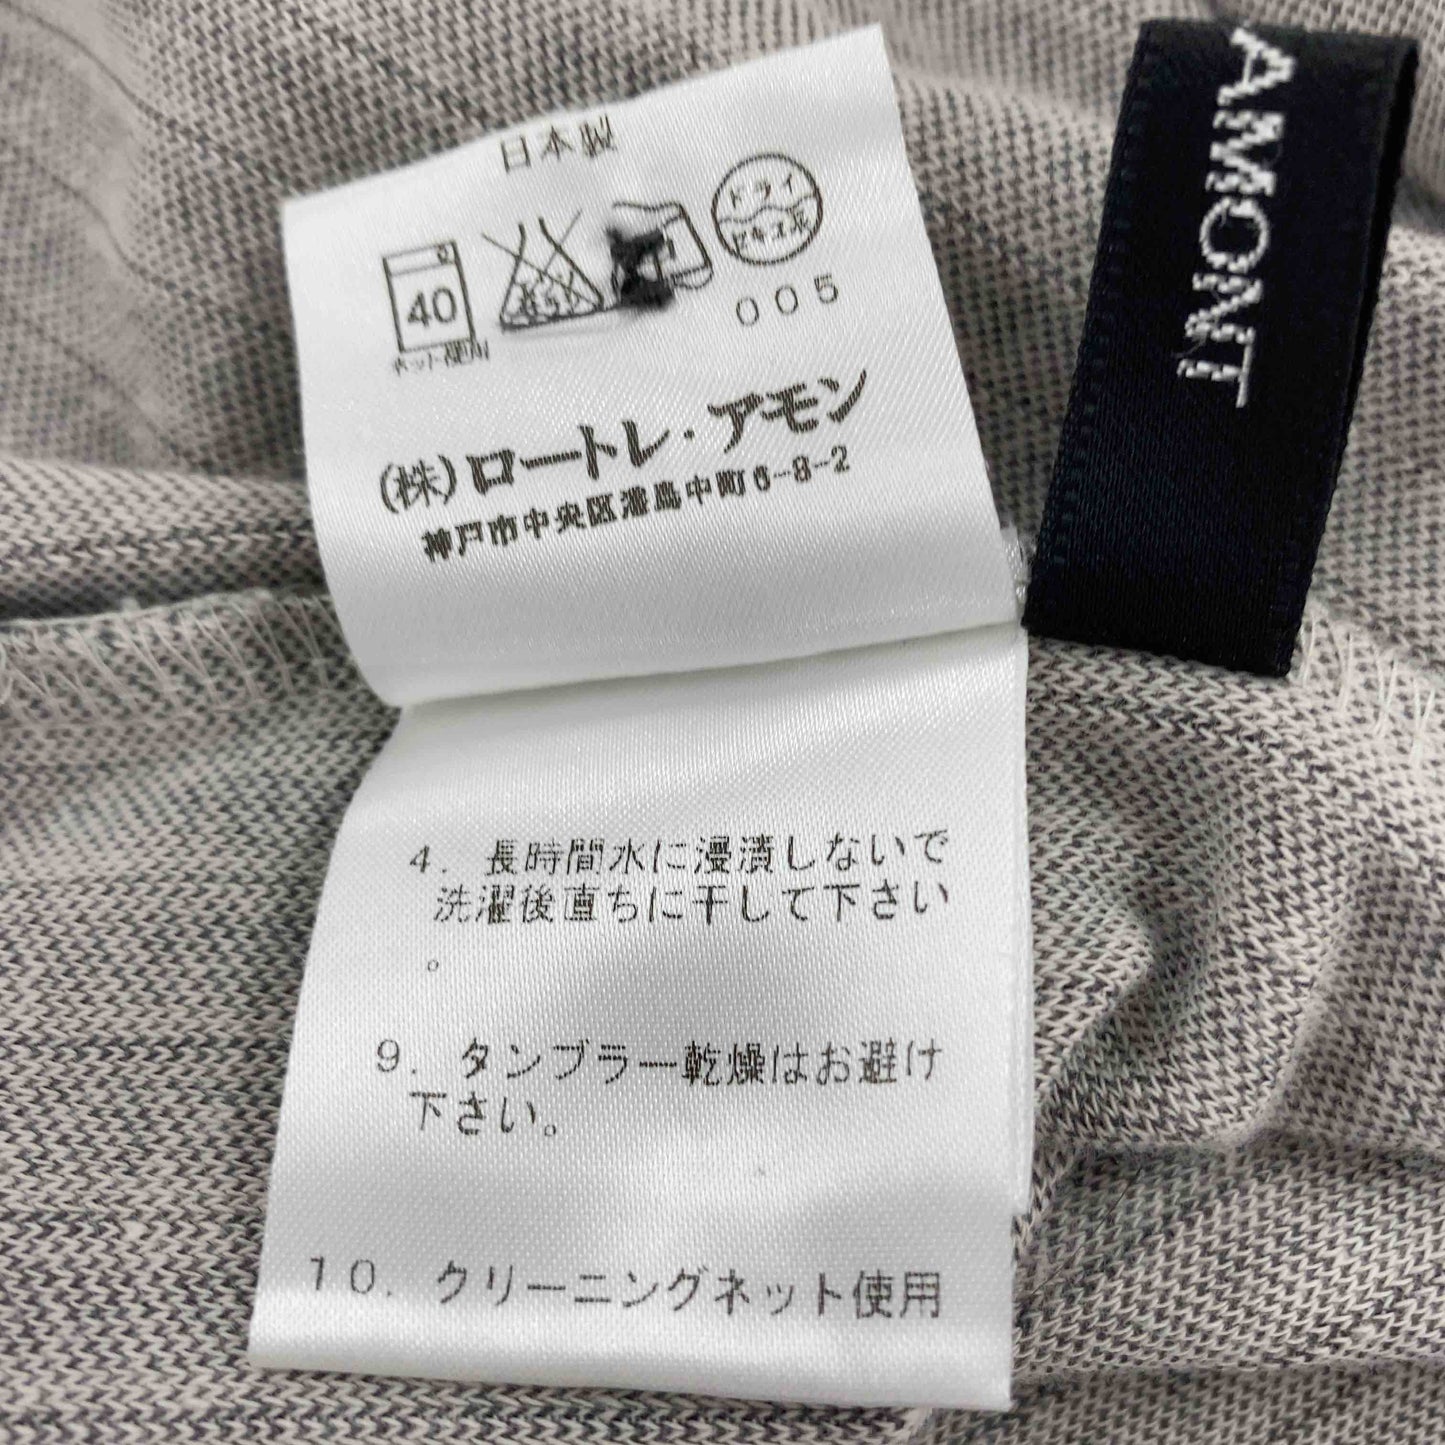 日本製
ドライ
セキユ系
40
ネット使用
005
(株)ロートレ・アモン
神戸市中央区港島中町6-8-2
4. 長時間水に浸漬しないで
洗濯後直ちに干して下さい
。
9. タンブラー乾燥はお避け
下さい。
10. クリーニングネット使用
AMONT